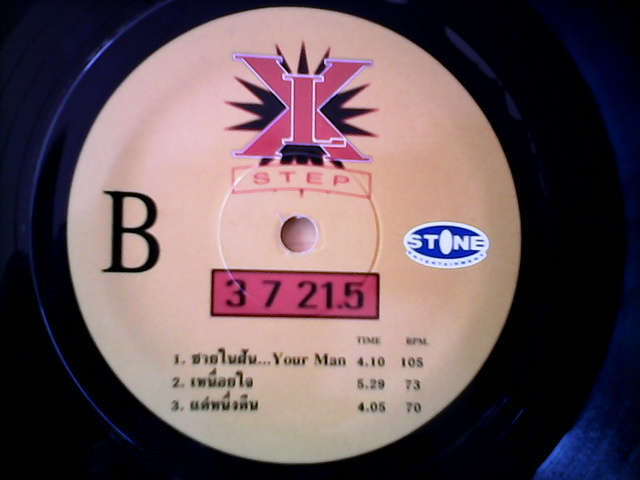 XL
STEP
B
STONE
ENTERTAINMENT
3 7 21.5
TIME BPM.
1. ชายในฝัน...Your Man 4.10 105
2. เหนื่อยใจ 5.29 73
3. แค่หนึ่งคืน 4.05 70